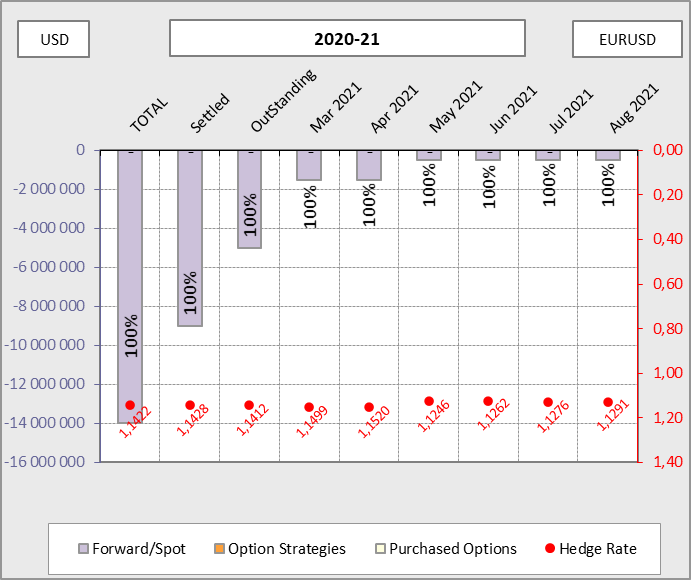 USD
2020-21
EURUSD
TOTAL
Settled
OutStanding
Mar 2021
Apr 2021
May 2021
Jun 2021
Jul 2021
Aug 2021
0
-2 000 000
-4 000 000
-6 000 000
-8 000 000
-10 000 000
-12 000 000
-14 000 000
-16 000 000
100%
100%
100%
100%
100%
100%
100%
100%
100%
1,1422
1,1428
1,1412
1,1499
1,1520
1,1246
1,1262
1,1276
1,1291
0,00
0,20
0,40
0,60
0,80
1,00
1,20
1,40
Forward/Spot
Option Strategies
Purchased Options
Hedge Rate